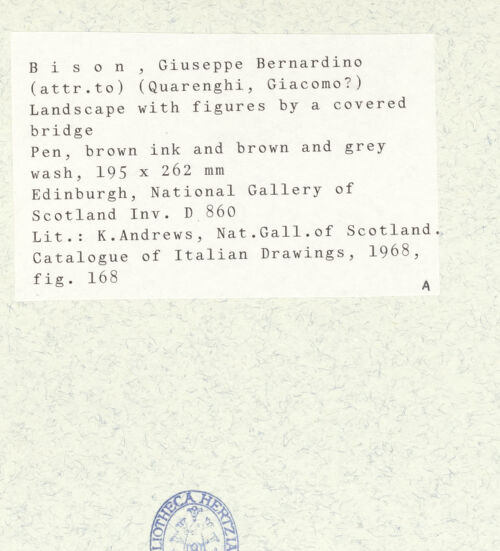 B i s o n , Giuseppe Bernardino
(attr.to) (Quarenghi, Giacomo?)
Landscape with figures by a covered
bridge
Pen, brown ink and brown and grey
wash, 195 x 262 mm
Edinburgh, National Gallery of
Scotland Inv. D 860
Lit.: K.Andrews, Nat.Gall.of Scotland.
Catalogue of Italian Drawings, 1968,
fig. 168
A
BIBLIOTHECA HERTZIA